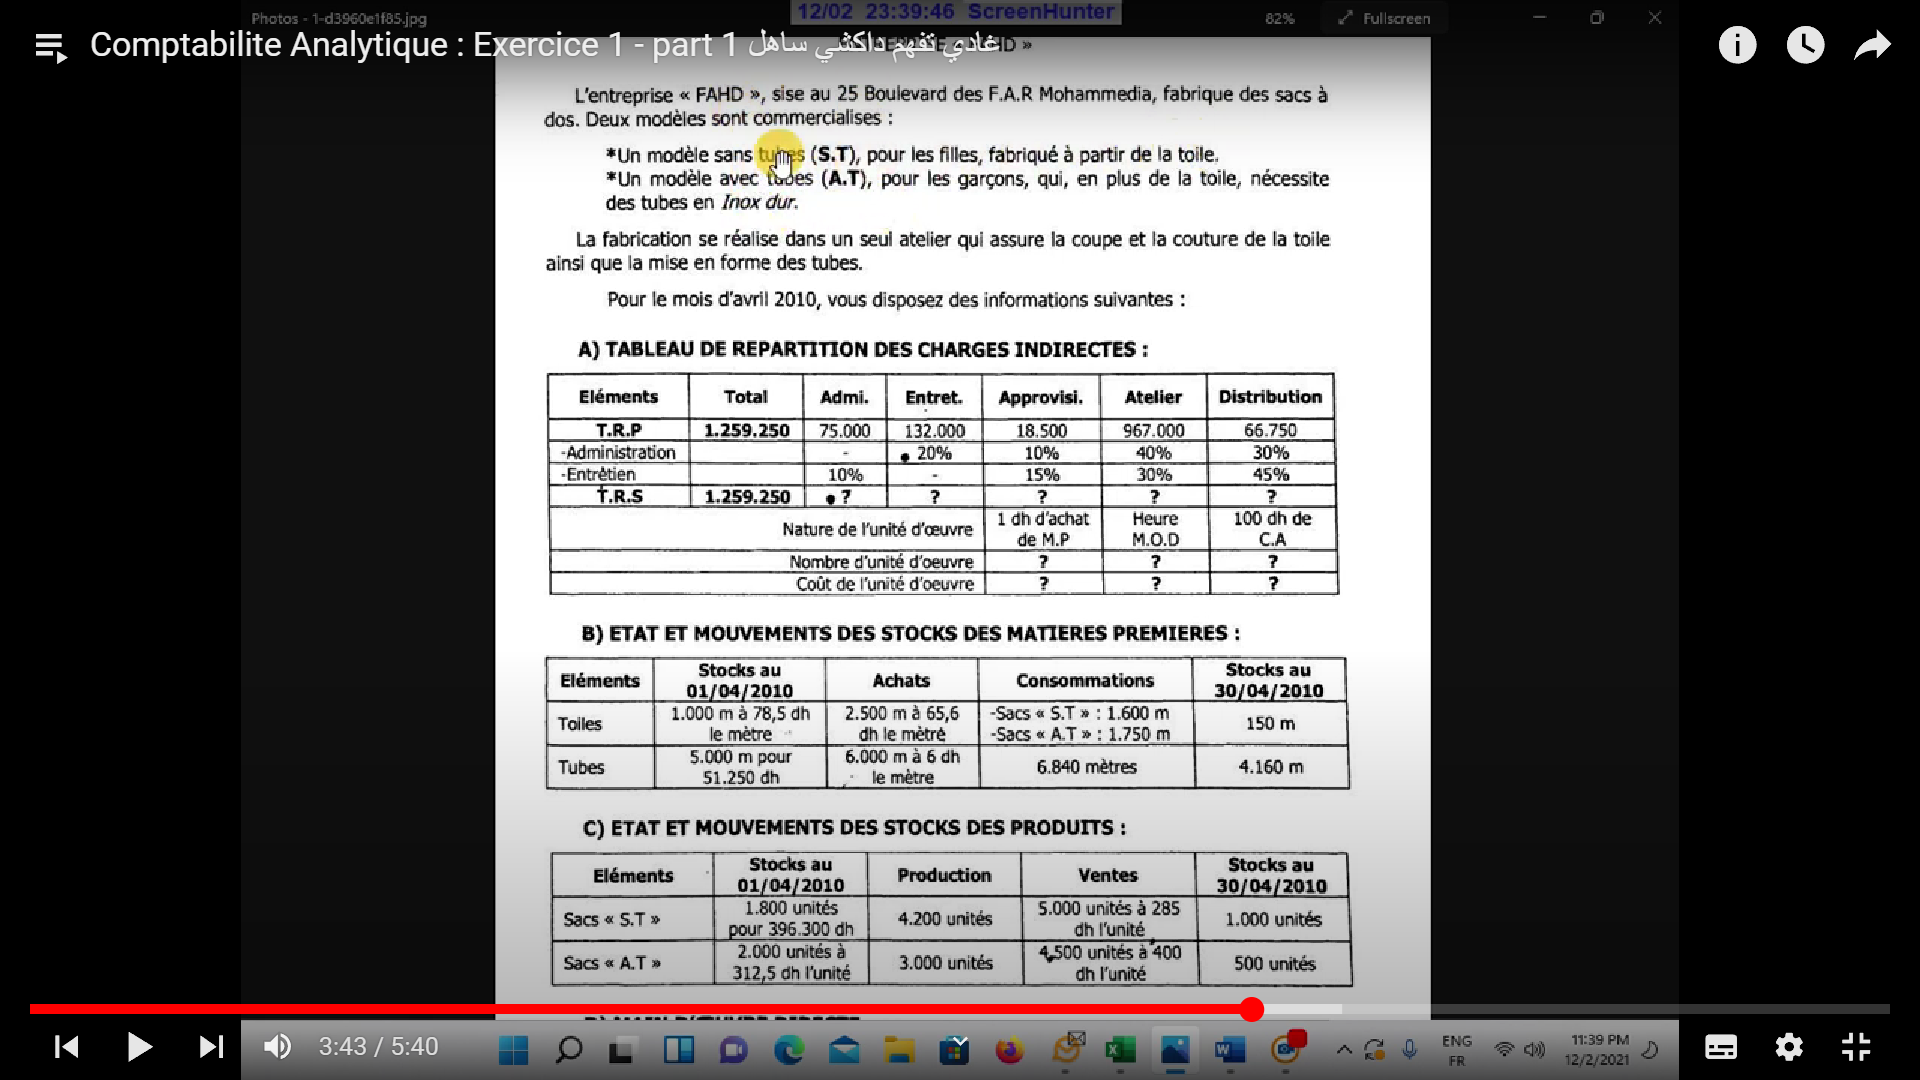 Photos - 1-d3960e1f85.jpg
12/02 23:39:46 ScreenHunter
82%
Fullscreen
Comptabilite Analytique : Exercice 1 - part 1 غادي تفهم داكشي ساهل
L'entreprise « FAHD », sise au 25 Boulevard des F.A.R Mohammedia, fabrique des sacs à
dos. Deux modèles sont commercialises :
*Un modèle sans tubes (S.T), pour les filles, fabriqué à partir de la toile.
*Un modèle avec tubes (A.T), pour les garçons, qui, en plus de la toile, nécessite
des tubes en Inox dur.
La fabrication se réalise dans un seul atelier qui assure la coupe et la couture de la toile
ainsi que la mise en forme des tubes.
Pour le mois d'avril 2010, vous disposez des informations suivantes :
A) TABLEAU DE REPARTITION DES CHARGES INDIRECTES :
Eléments Total Admi. Entret. Approvisi. Atelier Distribution
T.R.P 1.259.250 75.000 132.000 18.500 967.000 66.750
-Administration - 20% 10% 40% 30%
-Entretien 10% - 15% 30% 45%
T.R.S 1.259.250 ? ? ? ? ?
Nature de l'unité d'œuvre 1 dh d'achat de M.P Heure M.O.D 100 dh de C.A
Nombre d'unité d'oeuvre ? ? ?
Coût de l'unité d'oeuvre ? ? ?
B) ETAT ET MOUVEMENTS DES STOCKS DES MATIERES PREMIERES :
Eléments Stocks au 01/04/2010 Achats Consommations Stocks au 30/04/2010
Toiles 1.000 m à 78,5 dh le mètre 2.500 m à 65,6 dh le mètre -Sacs « S.T » : 1.600 m -Sacs « A.T » : 1.750 m 150 m
Tubes 5.000 m pour 51.250 dh 6.000 m à 6 dh le mètre 6.840 mètres 4.160 m
C) ETAT ET MOUVEMENTS DES STOCKS DES PRODUITS :
Eléments Stocks au 01/04/2010 Production Ventes Stocks au 30/04/2010
Sacs « S.T » 1.800 unités pour 396.300 dh 4.200 unités 5.000 unités à 285 dh l'unité 1.000 unités
Sacs « A.T » 2.000 unités à 312,5 dh l'unité 3.000 unités 4.500 unités à 400 dh l'unité 500 unités
3:43 / 5:40
ENG
FR
11:39 PM
12/2/2021